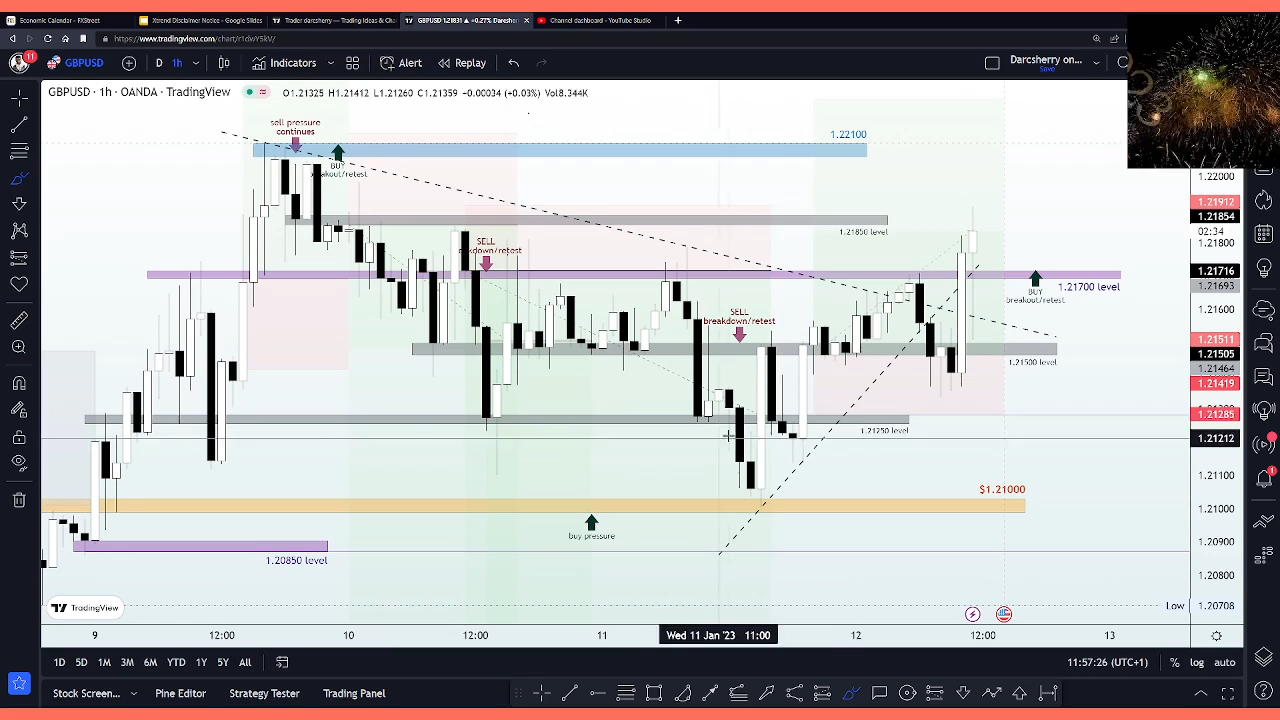 Economic Calendar - FXStreet
Xtrend Disclaimer Notice - Google Slides
Trader darcsherry — Trading Ideas & Ch
GBPUSD 1.21831 ▲ +0.27% Daresherr
Channel dashboard - YouTube Studio
https://www.tradingview.com/chart/r1dwY5kV/
11
GBPUSD
D
1h
Indicators
Alert
Replay
Darcsherry on...
Save
GBPUSD · 1h · OANDA · TradingView
O1.21325 H1.21412 L1.21260 C1.21359 +0.00034 (+0.03%) Vol8.344K
sell pressure
continues
1.22100
BUY
breakout/retest
1.22000
1.21912
1.21854
02:34
1.21850 level
1.21800
SELL
breakdown/retest
1.21716
1.21700 level
1.21693
BUY
breakout/retest
1.21600
SELL
breakdown/retest
1.21511
1.21505
1.21500 level
1.21464
1.21419
1.21285
1.21250 level
1.21212
1.21100
$1.21000
1.21000
buy pressure
1.20900
1.20850 level
1.20800
TradingView
Low
1.20708
9
12:00
10
12:00
11
Wed 11 Jan '23 11:00
12
12:00
13
1D
5D
1M
3M
6M
YTD
1Y
5Y
All
11:57:26 (UTC+1)
%
log
auto
Stock Screen...
Pine Editor
Strategy Tester
Trading Panel